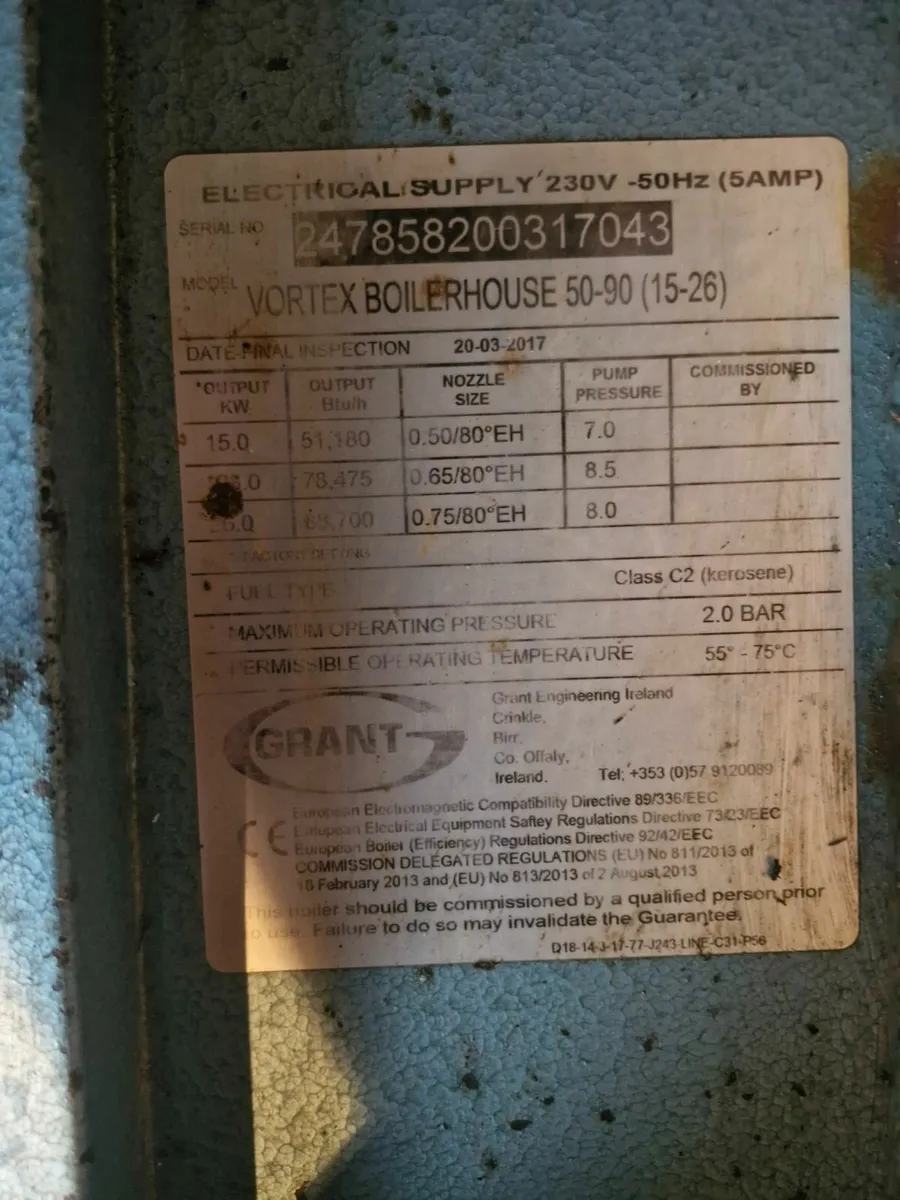 ELECTRICAL SUPPLY 230V -50Hz (5AMP)
SERIAL NO 247858200317043
MODEL VORTEX BOILERHOUSE 50-90 (15-26)
DATE FINAL INSPECTION 20-03-2017
*OUTPUT KW OUTPUT Btu/h NOZZLE SIZE PUMP PRESSURE COMMISSIONED BY
15.0 51,180 0.50/80°EH 7.0
78,475 0.65/80°EH 8.5
0.75/80°EH 8.0
FACTORY SETTING
FUEL TYPE Class C2 (kerosene)
MAXIMUM OPERATING PRESSURE 2.0 BAR
PERMISSIBLE OPERATING TEMPERATURE 55° - 75°C
GRANT
Grant Engineering Ireland
Crinkle,
Birr,
Co. Offaly,
Ireland. Tel: +353 (0)57 9120089
CE
European Electromagnetic Compatibility Directive 89/336/EEC
European Electrical Equipment Saftey Regulations Directive 73/23/EEC
European Boiler (Efficiency) Regulations Directive 92/42/EEC
COMMISSION DELEGATED REGULATIONS (EU) No 811/2013 of
18 February 2013 and (EU) No 813/2013 of 2 August 2013
This boiler should be commissioned by a qualified person prior
to use. Failure to do so may invalidate the Guarantee.
Q18-14-J-17-77-J243-LINE-C31-P56